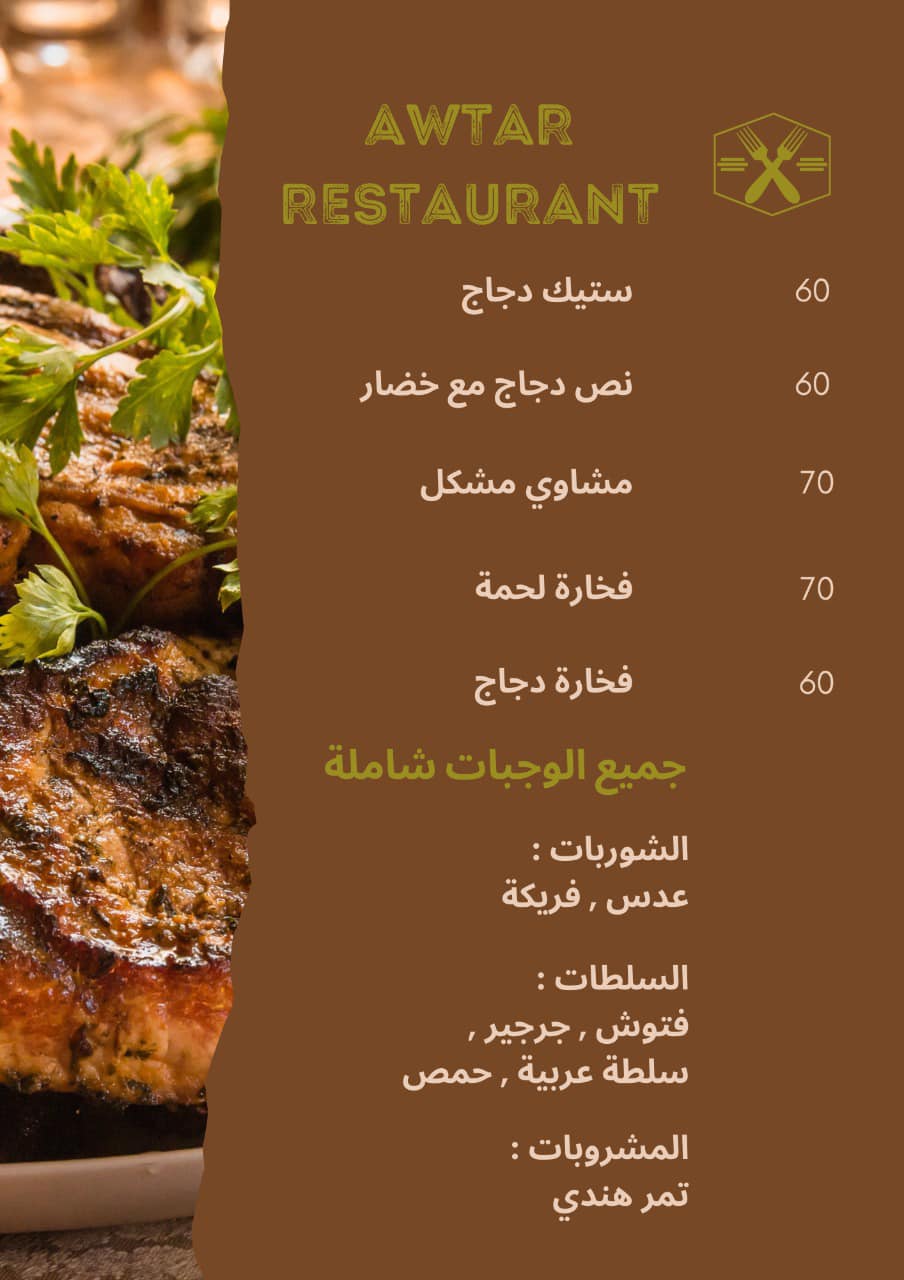 AWTAR
RESTAURANT
ستيك دجاج 60
نص دجاج مع خضار 60
مشاوي مشكل 70
فخارة لحمة 70
فخارة دجاج 60
جميع الوجبات شاملة
الشوربات :
عدس , فريكة
السلطات :
فتوش , جرجير ,
سلطة عربية , حمص
المشروبات :
تمر هندي